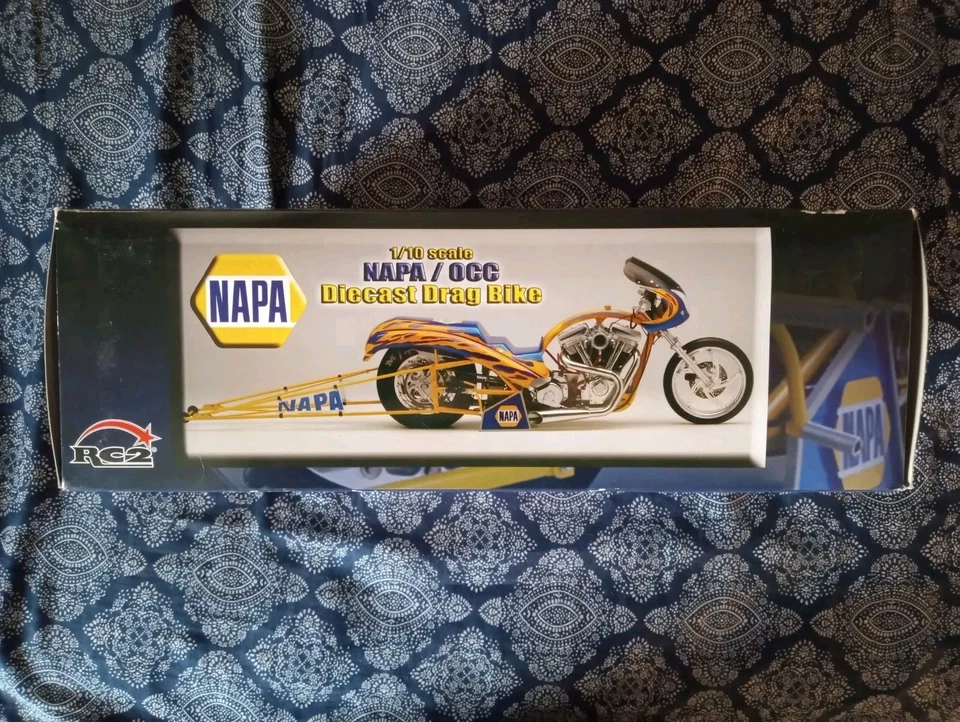 NAPA
1/10 scale
NAPA / OCC
Diecast Drag Bike
NAPA
NAPA
NAPA
RC2